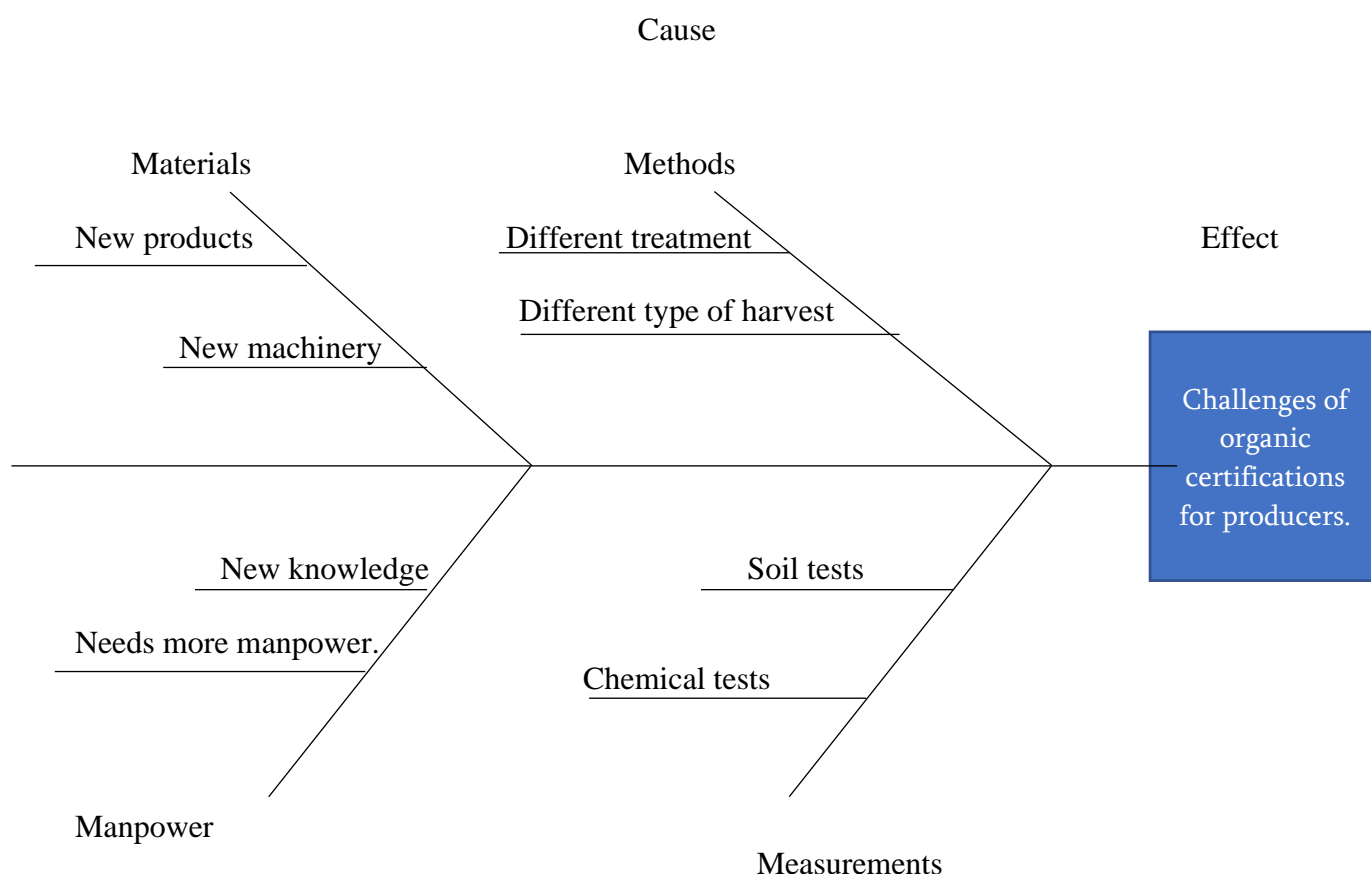 Cause
Materials
Methods
New products
Different treatment
Effect
Different type of harvest
New machinery
Challenges of
organic
certifications
for producers.
New knowledge
Soil tests
Needs more manpower.
Chemical tests
Manpower
Measurements